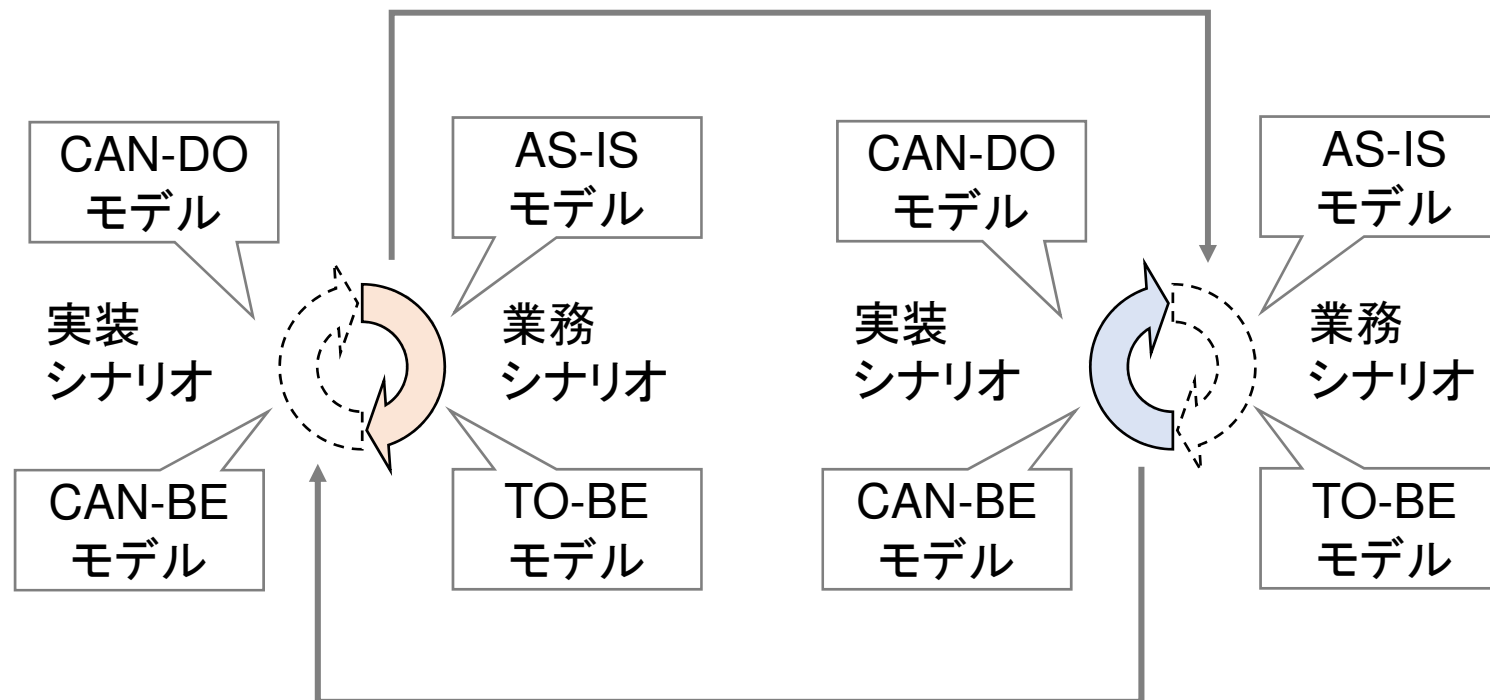 CAN-DO
モデル
AS-IS
モデル
実装
シナリオ
業務
シナリオ
CAN-BE
モデル
TO-BE
モデル
CAN-DO
モデル
AS-IS
モデル
実装
シナリオ
業務
シナリオ
CAN-BE
モデル
TO-BE
モデル